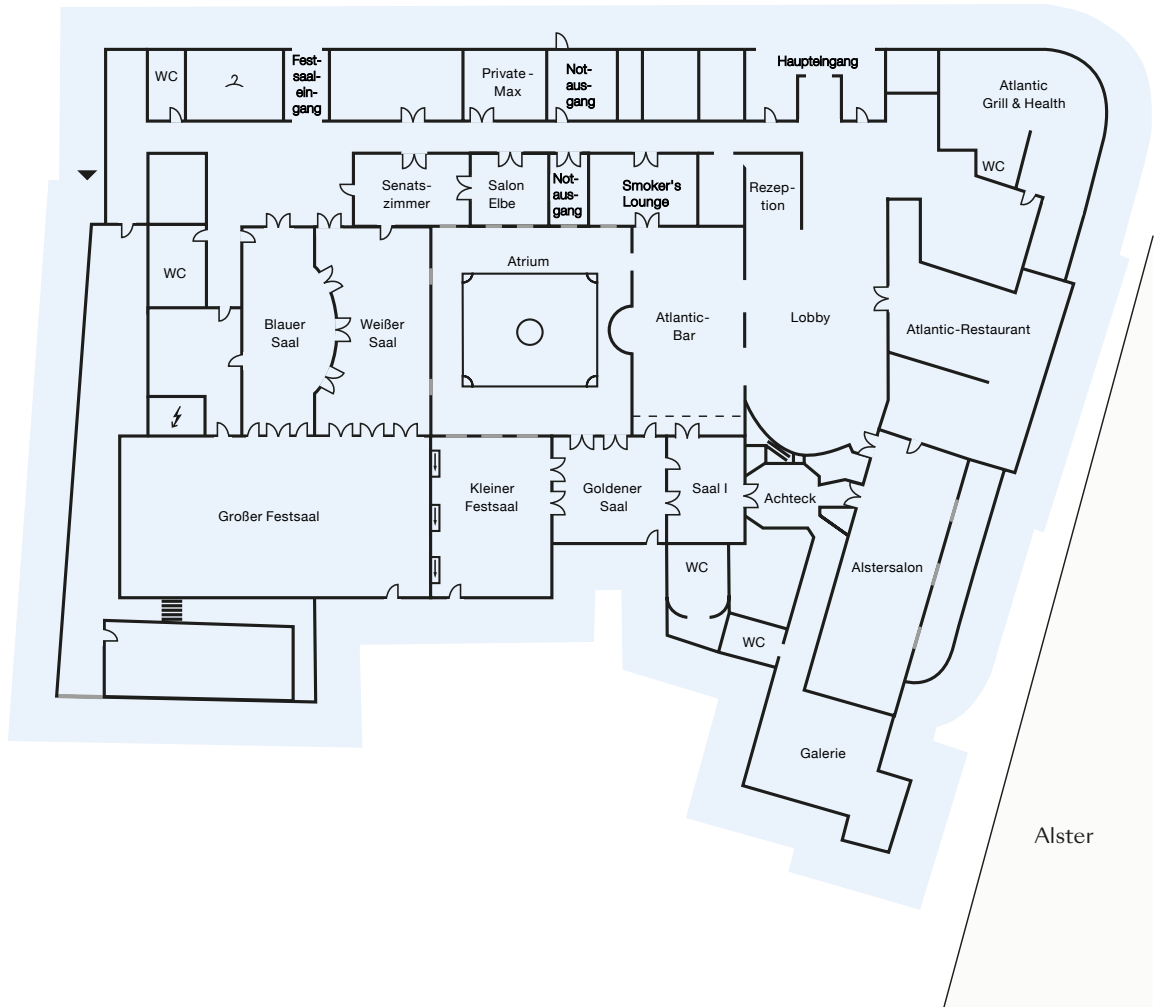 WC
Fest-
saal-
ein-
gang
Private -
Max
Not-
aus-
gang
Haupteingang
Atlantic
Grill & Health
WC
Senats-
zimmer
Salon
Elbe
Not-
aus-
gang
Smoker's
Lounge
Rezep-
tion
WC
Blauer
Saal
Weißer
Saal
Atrium
Atlantic-
Bar
Lobby
Atlantic-Restaurant
Großer Festsaal
Kleiner
Festsaal
Goldener
Saal
Saal I
Achteck
WC
Alstersalon
WC
Galerie
Alster